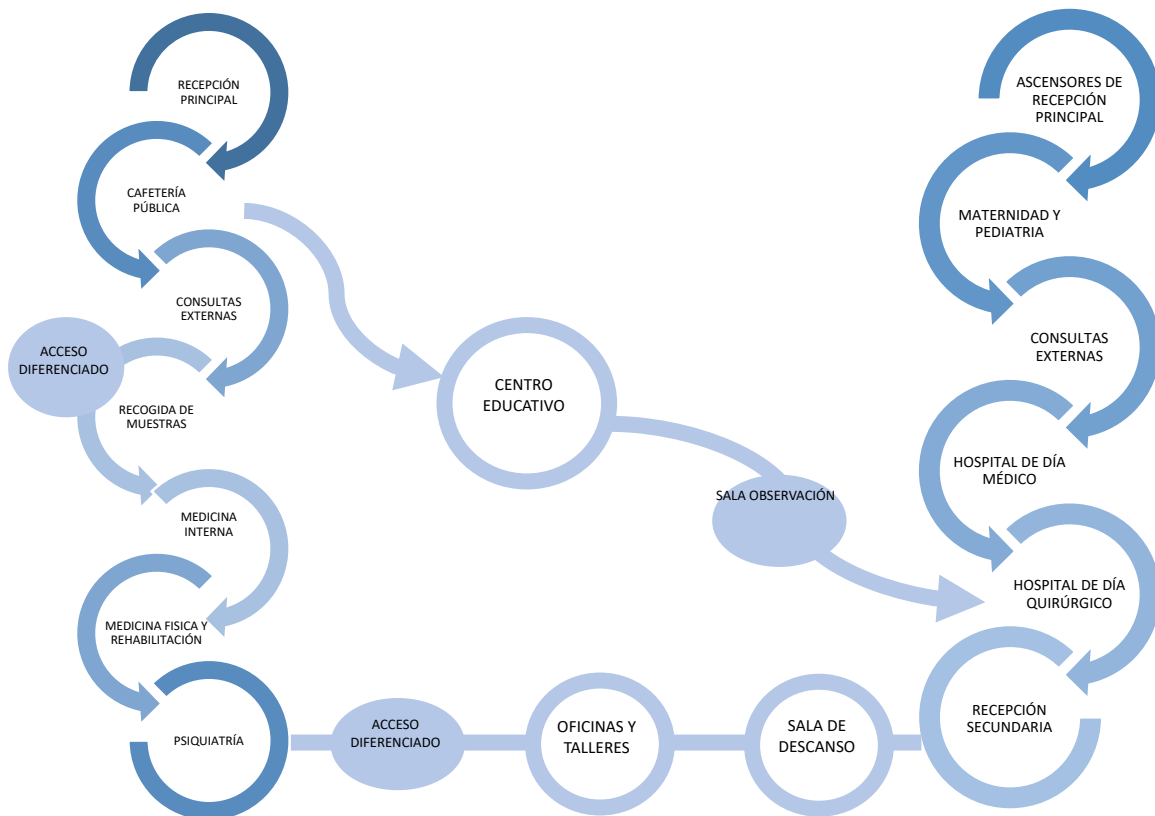 RECEPCIÓN
PRINCIPAL
CAFETERÍA
PÚBLICA
CONSULTAS
EXTERNAS
ACCESO
DIFERENCIADO
RECOGIDA DE
MUESTRAS
MEDICINA
INTERNA
MEDICINA FISICA Y
REHABILITACIÓN
PSIQUIATRÍA
CENTRO
EDUCATIVO
SALA OBSERVACIÓN
ACCESO
DIFERENCIADO
OFICINAS Y
TALLERES
SALA DE
DESCANSO
ASCENSORES DE
RECEPCIÓN
PRINCIPAL
MATERNIDAD Y
PEDIATRIA
CONSULTAS
EXTERNAS
HOSPITAL DE DÍA
MÉDICO
HOSPITAL DE DÍA
QUIRÚRGICO
RECEPCIÓN
SECUNDARIA